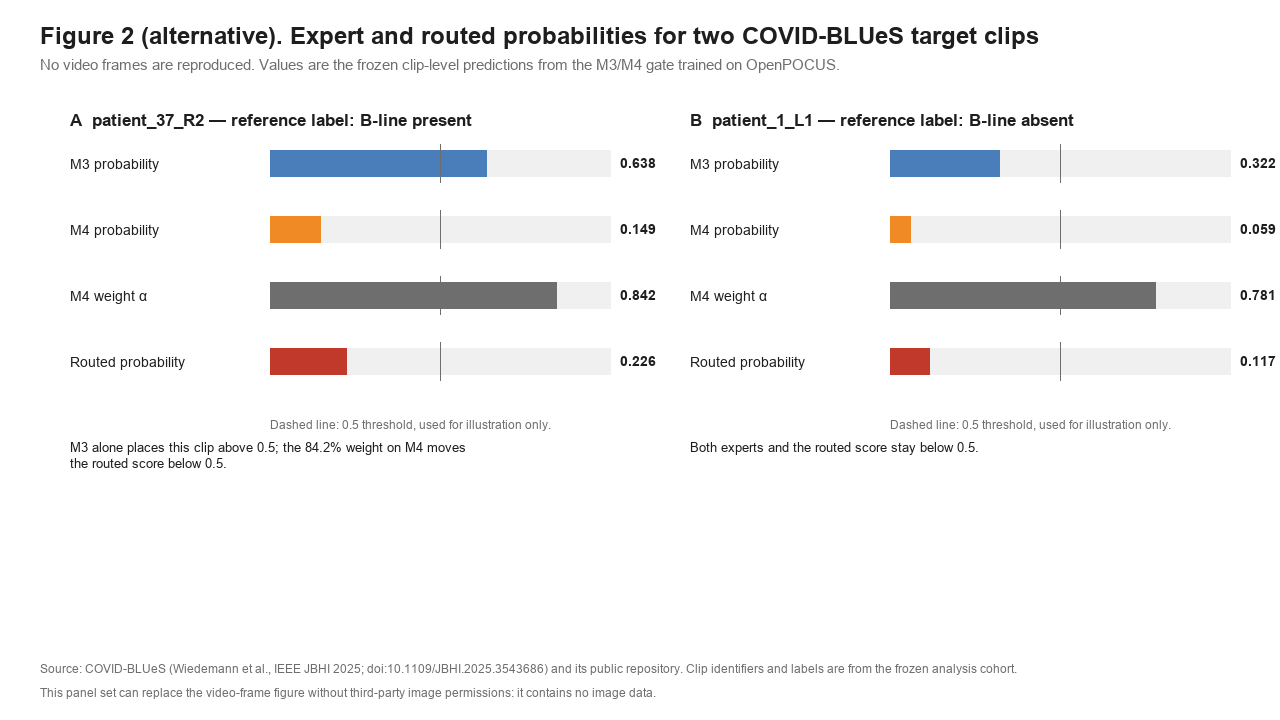 Figure 2 (alternative). Expert and routed probabilities for two COVID-BLUeS target clips
No video frames are reproduced. Values are the frozen clip-level predictions from the M3/M4 gate trained on OpenPOCUS.
A patient_37_R2 — reference label: B-line present
M3 probability 0.638
M4 probability 0.149
M4 weight α 0.842
Routed probability 0.226
Dashed line: 0.5 threshold, used for illustration only.
M3 alone places this clip above 0.5; the 84.2% weight on M4 moves
the routed score below 0.5.
B patient_1_L1 — reference label: B-line absent
M3 probability 0.322
M4 probability 0.059
M4 weight α 0.781
Routed probability 0.117
Dashed line: 0.5 threshold, used for illustration only.
Both experts and the routed score stay below 0.5.
Source: COVID-BLUeS (Wiedemann et al., IEEE JBHI 2025; doi:10.1109/JBHI.2025.3543686) and its public repository. Clip identifiers and labels are from the frozen analysis cohort.
This panel set can replace the video-frame figure without third-party image permissions: it contains no image data.